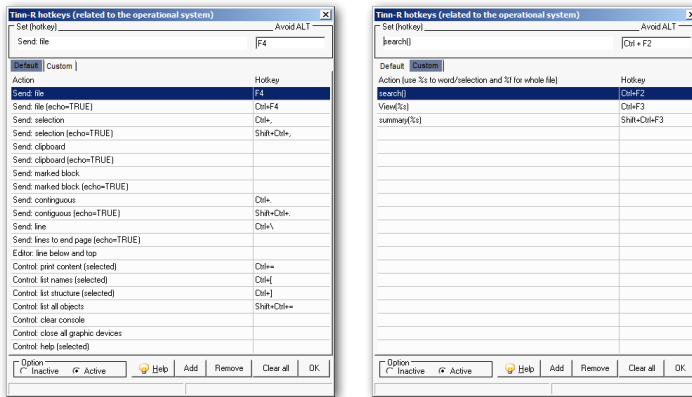 Tinn-R hotkeys (related to the operational system)
Set (hotkey) Avoid ALT
Send: file F4
Default Custom
Action Hotkey
Send: file F4
Send: file (echo=TRUE) Ctrl+F4
Send: selection Ctrl+,
Send: selection (echo=TRUE) Shift+Ctrl+,
Send: clipboard
Send: clipboard (echo=TRUE)
Send: marked block
Send: marked block (echo=TRUE)
Send: continguous Ctrl+.
Send: contiguous (echo=TRUE) Shift+Ctrl+.
Send: line Ctrl+\
Send: lines to end page (echo=TRUE)
Editor: line below and top
Control: print content (selected) Ctrl+=
Control: list names (selected) Ctrl+[
Control: list structure (selected) Ctrl+]
Control: list all objects Shift+Ctrl+=
Control: clear console
Control: close all graphic devices
Control: help (selected)
Option
Inactive Active Help Add Remove Clear all OK
Tinn-R hotkeys (related to the operational system)
Set (hotkey) Avoid ALT
search() Ctrl + F2
Default Custom
Action (use %s to word/selection and %f for whole file) Hotkey
search() Ctrl+F2
View(%s) Ctrl+F3
summary(%s) Shift+Ctrl+F3
Option
Inactive Active Help Add Remove Clear all OK